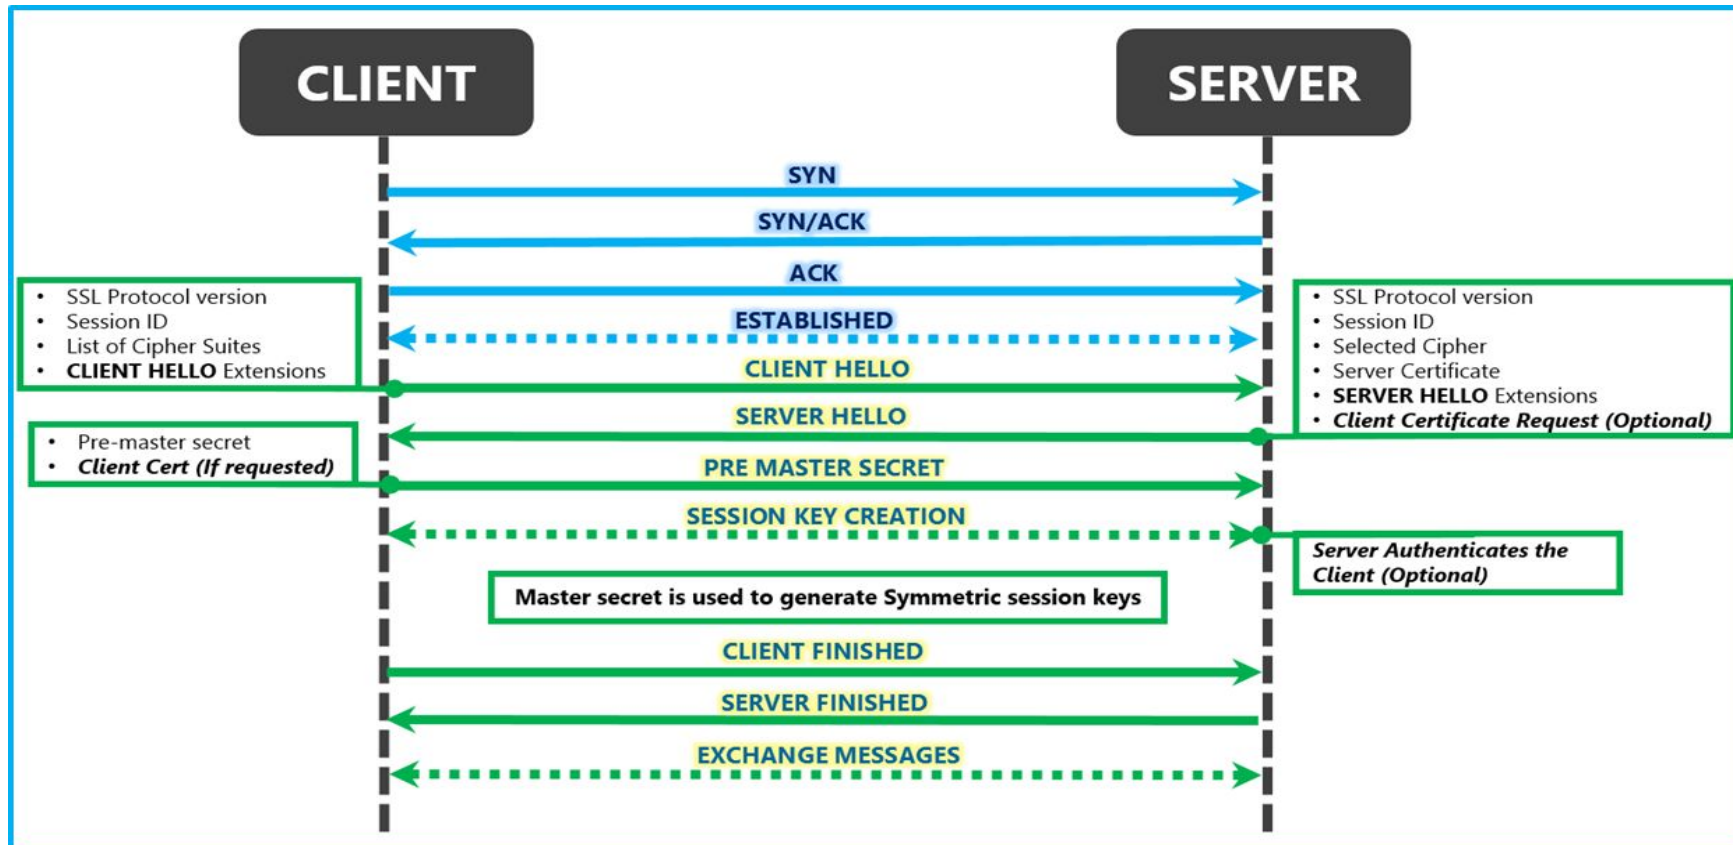 CLIENT
SERVER
SYN
SYN/ACK
ACK
ESTABLISHED
• SSL Protocol version
• Session ID
• List of Cipher Suites
• CLIENT HELLO Extensions
• SSL Protocol version
• Session ID
• Selected Cipher
• Server Certificate
• SERVER HELLO Extensions
• Client Certificate Request (Optional)
CLIENT HELLO
SERVER HELLO
• Pre-master secret
• Client Cert (If requested)
PRE MASTER SECRET
SESSION KEY CREATION
Server Authenticates the
Client (Optional)
Master secret is used to generate Symmetric session keys
CLIENT FINISHED
SERVER FINISHED
EXCHANGE MESSAGES